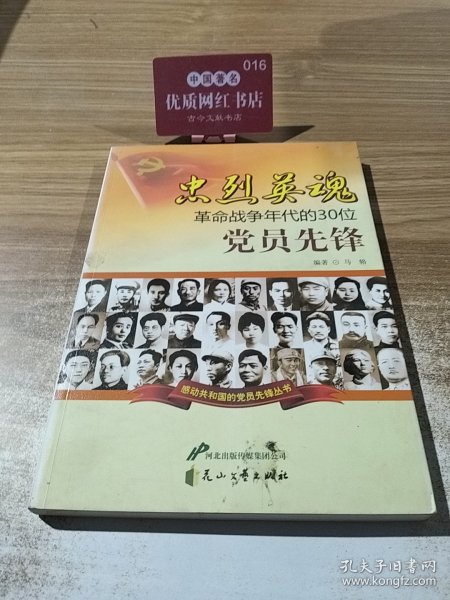 016
中国著名
优质网红书店
古今文献书店
忠烈英魂
革命战争年代的30位
党员先锋
编著⊙马 铭
感动共和国的党员先锋丛书
河北出版传媒集团公司
花山文艺出版社
孔夫子旧书网
www.kongfz.com